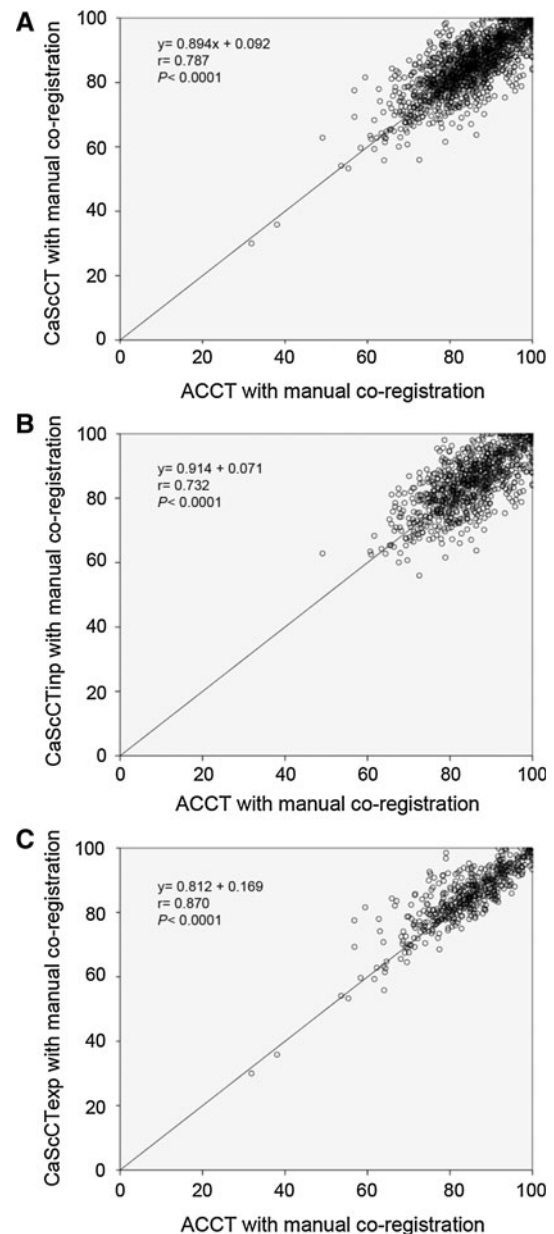 A
y= 0.894x + 0.092
r= 0.787
P< 0.0001
CaScCT with manual co-registration
100
80
60
40
20
0
0 20 40 60 80 100
ACCT with manual co-registration
B
y= 0.914 + 0.071
r= 0.732
P< 0.0001
CaScCTinp with manual co-registration
100
80
60
40
20
0
0 20 40 60 80 100
ACCT with manual co-registration
C
y= 0.812 + 0.169
r= 0.870
P< 0.0001
CaScCTexp with manual co-registration
100
80
60
40
20
0
0 20 40 60 80 100
ACCT with manual co-registration